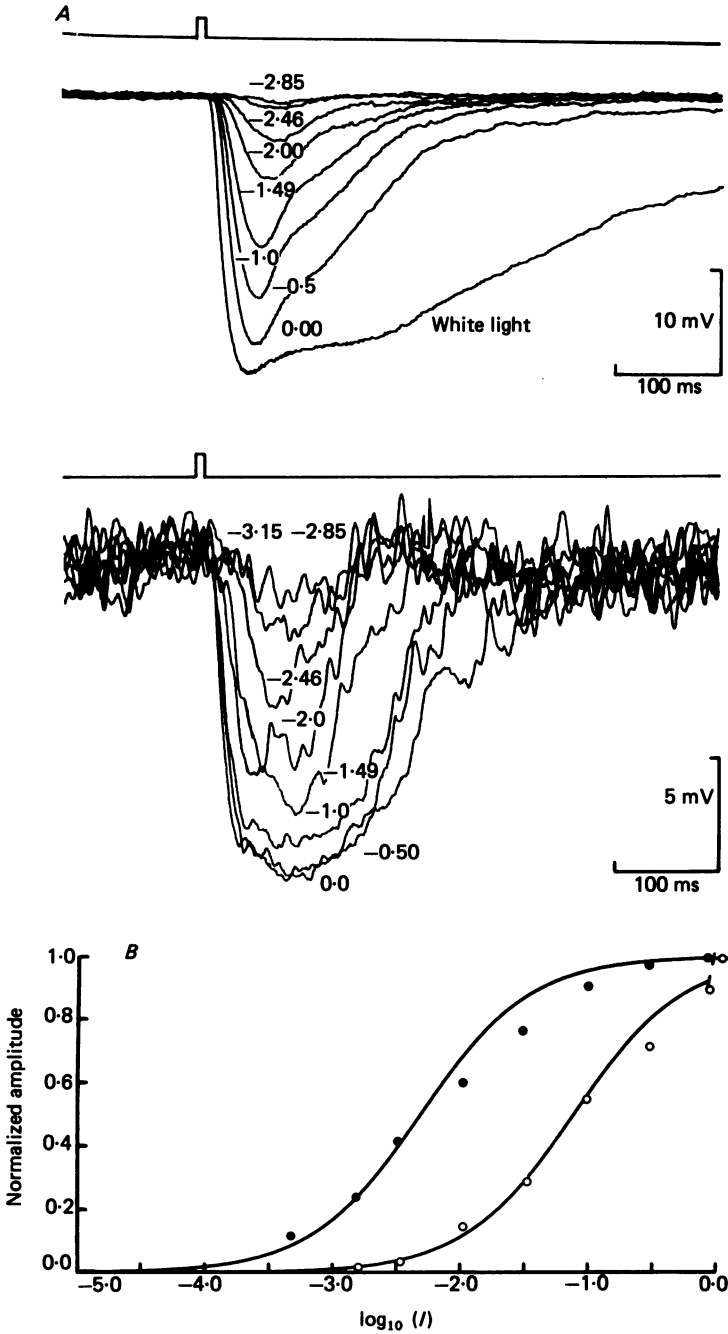 A
−2·85
−2·46
−2·00
−1·49
−1·0
−0·5
0·00
White light
10 mV
100 ms
−3·15 −2·85
−2·46
−2·0
−1·49
−1·0
−0·50
0·0
5 mV
100 ms
B
Normalized amplitude
1.0
0.8
0.6
0.4
0.2
0.0
−5.0 −4.0 −3.0 −2.0 −1.0 0.0
log₁₀ (I)